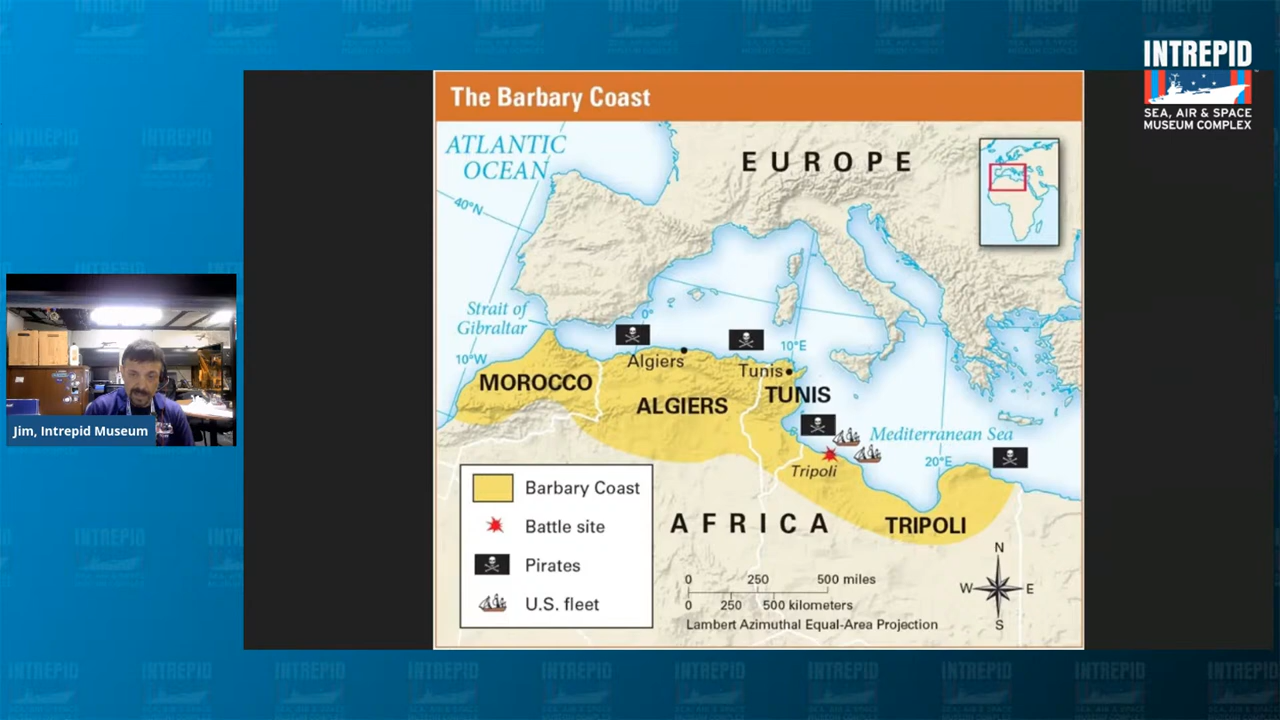 INTREPID
SEA, AIR & SPACE
MUSEUM COMPLEX
The Barbary Coast
ATLANTIC
OCEAN
EUROPE
40°N
Strait of
Gibraltar
0°
10°W
10°E
Algiers
Tunis
MOROCCO
ALGIERS
TUNIS
Mediterranean Sea
20°E
Tripoli
AFRICA
TRIPOLI
Barbary Coast
Battle site
Pirates
U.S. fleet
N
W
E
S
0 250 500 miles
0 250 500 kilometers
Lambert Azimuthal Equal-Area Projection
Jim, Intrepid Museum